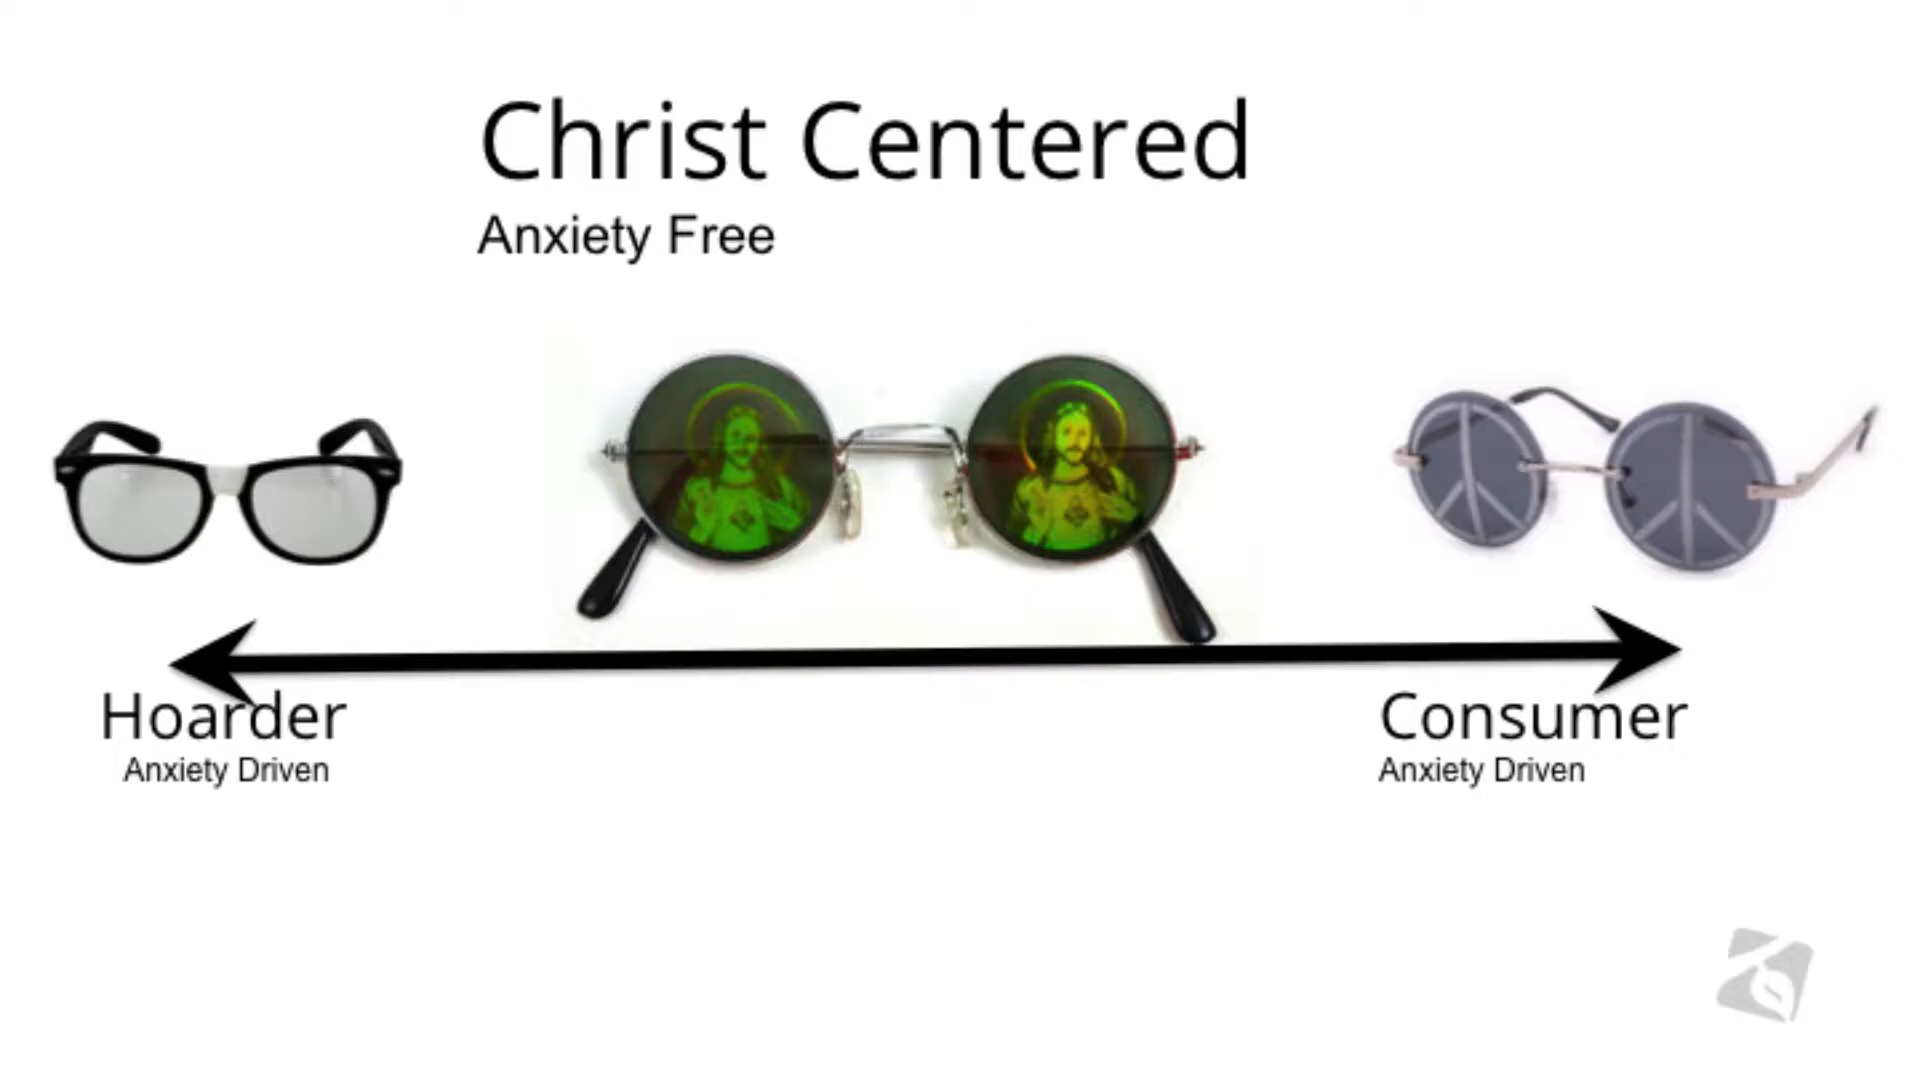 Christ Centered
Anxiety Free
Hoarder
Anxiety Driven
Consumer
Anxiety Driven